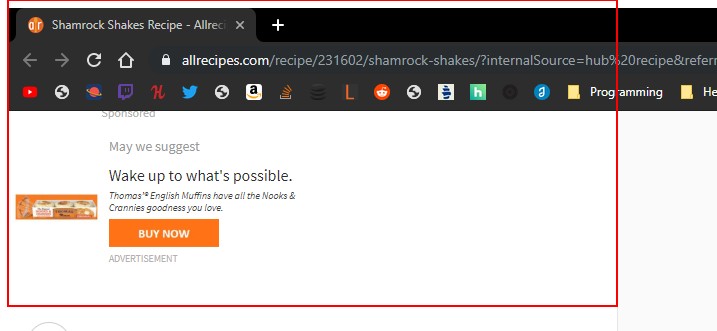 Shamrock Shakes Recipe - Allreci
allrecipes.com/recipe/231602/shamrock-shakes/?internalSource=hub%20recipe&referr
Programming
He
Sponsored
May we suggest
Wake up to what's possible.
Thomas'® English Muffins have all the Nooks &
Crannies goodness you love.
BUY NOW
ADVERTISEMENT